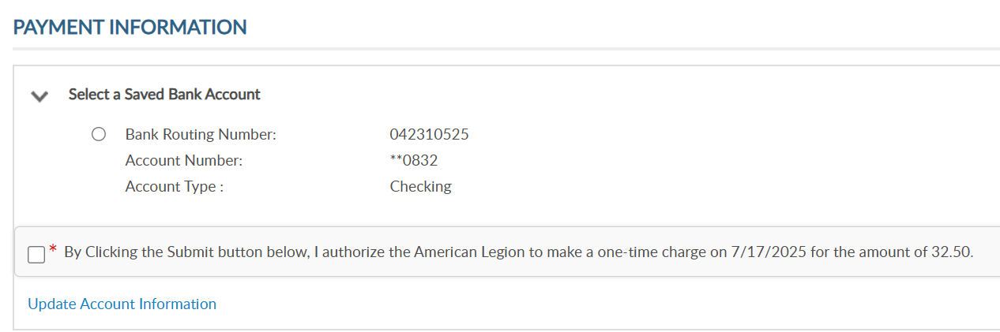 PAYMENT INFORMATION
Select a Saved Bank Account
Bank Routing Number: 042310525
Account Number: **0832
Account Type : Checking
* By Clicking the Submit button below, I authorize the American Legion to make a one-time charge on 7/17/2025 for the amount of 32.50.
Update Account Information